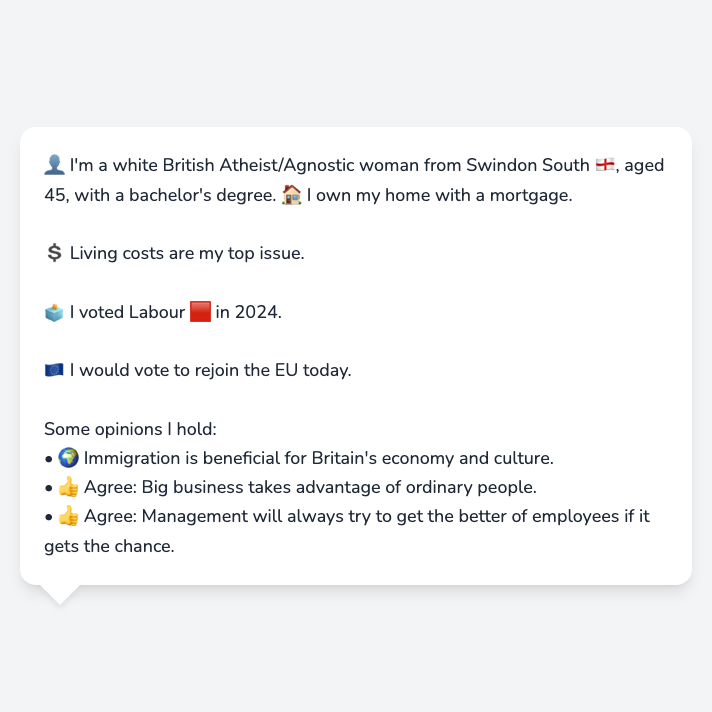 👤 I'm a white British Atheist/Agnostic woman from Swindon South 🏴󠁧󠁢󠁥󠁮󠁧󠁿, aged
45, with a bachelor's degree. 🏠 I own my home with a mortgage.
💲 Living costs are my top issue.
🗳️ I voted Labour 🟥 in 2024.
🇪🇺 I would vote to rejoin the EU today.
Some opinions I hold:
• 🌍 Immigration is beneficial for Britain's economy and culture.
• 👍 Agree: Big business takes advantage of ordinary people.
• 👍 Agree: Management will always try to get the better of employees if it
gets the chance.